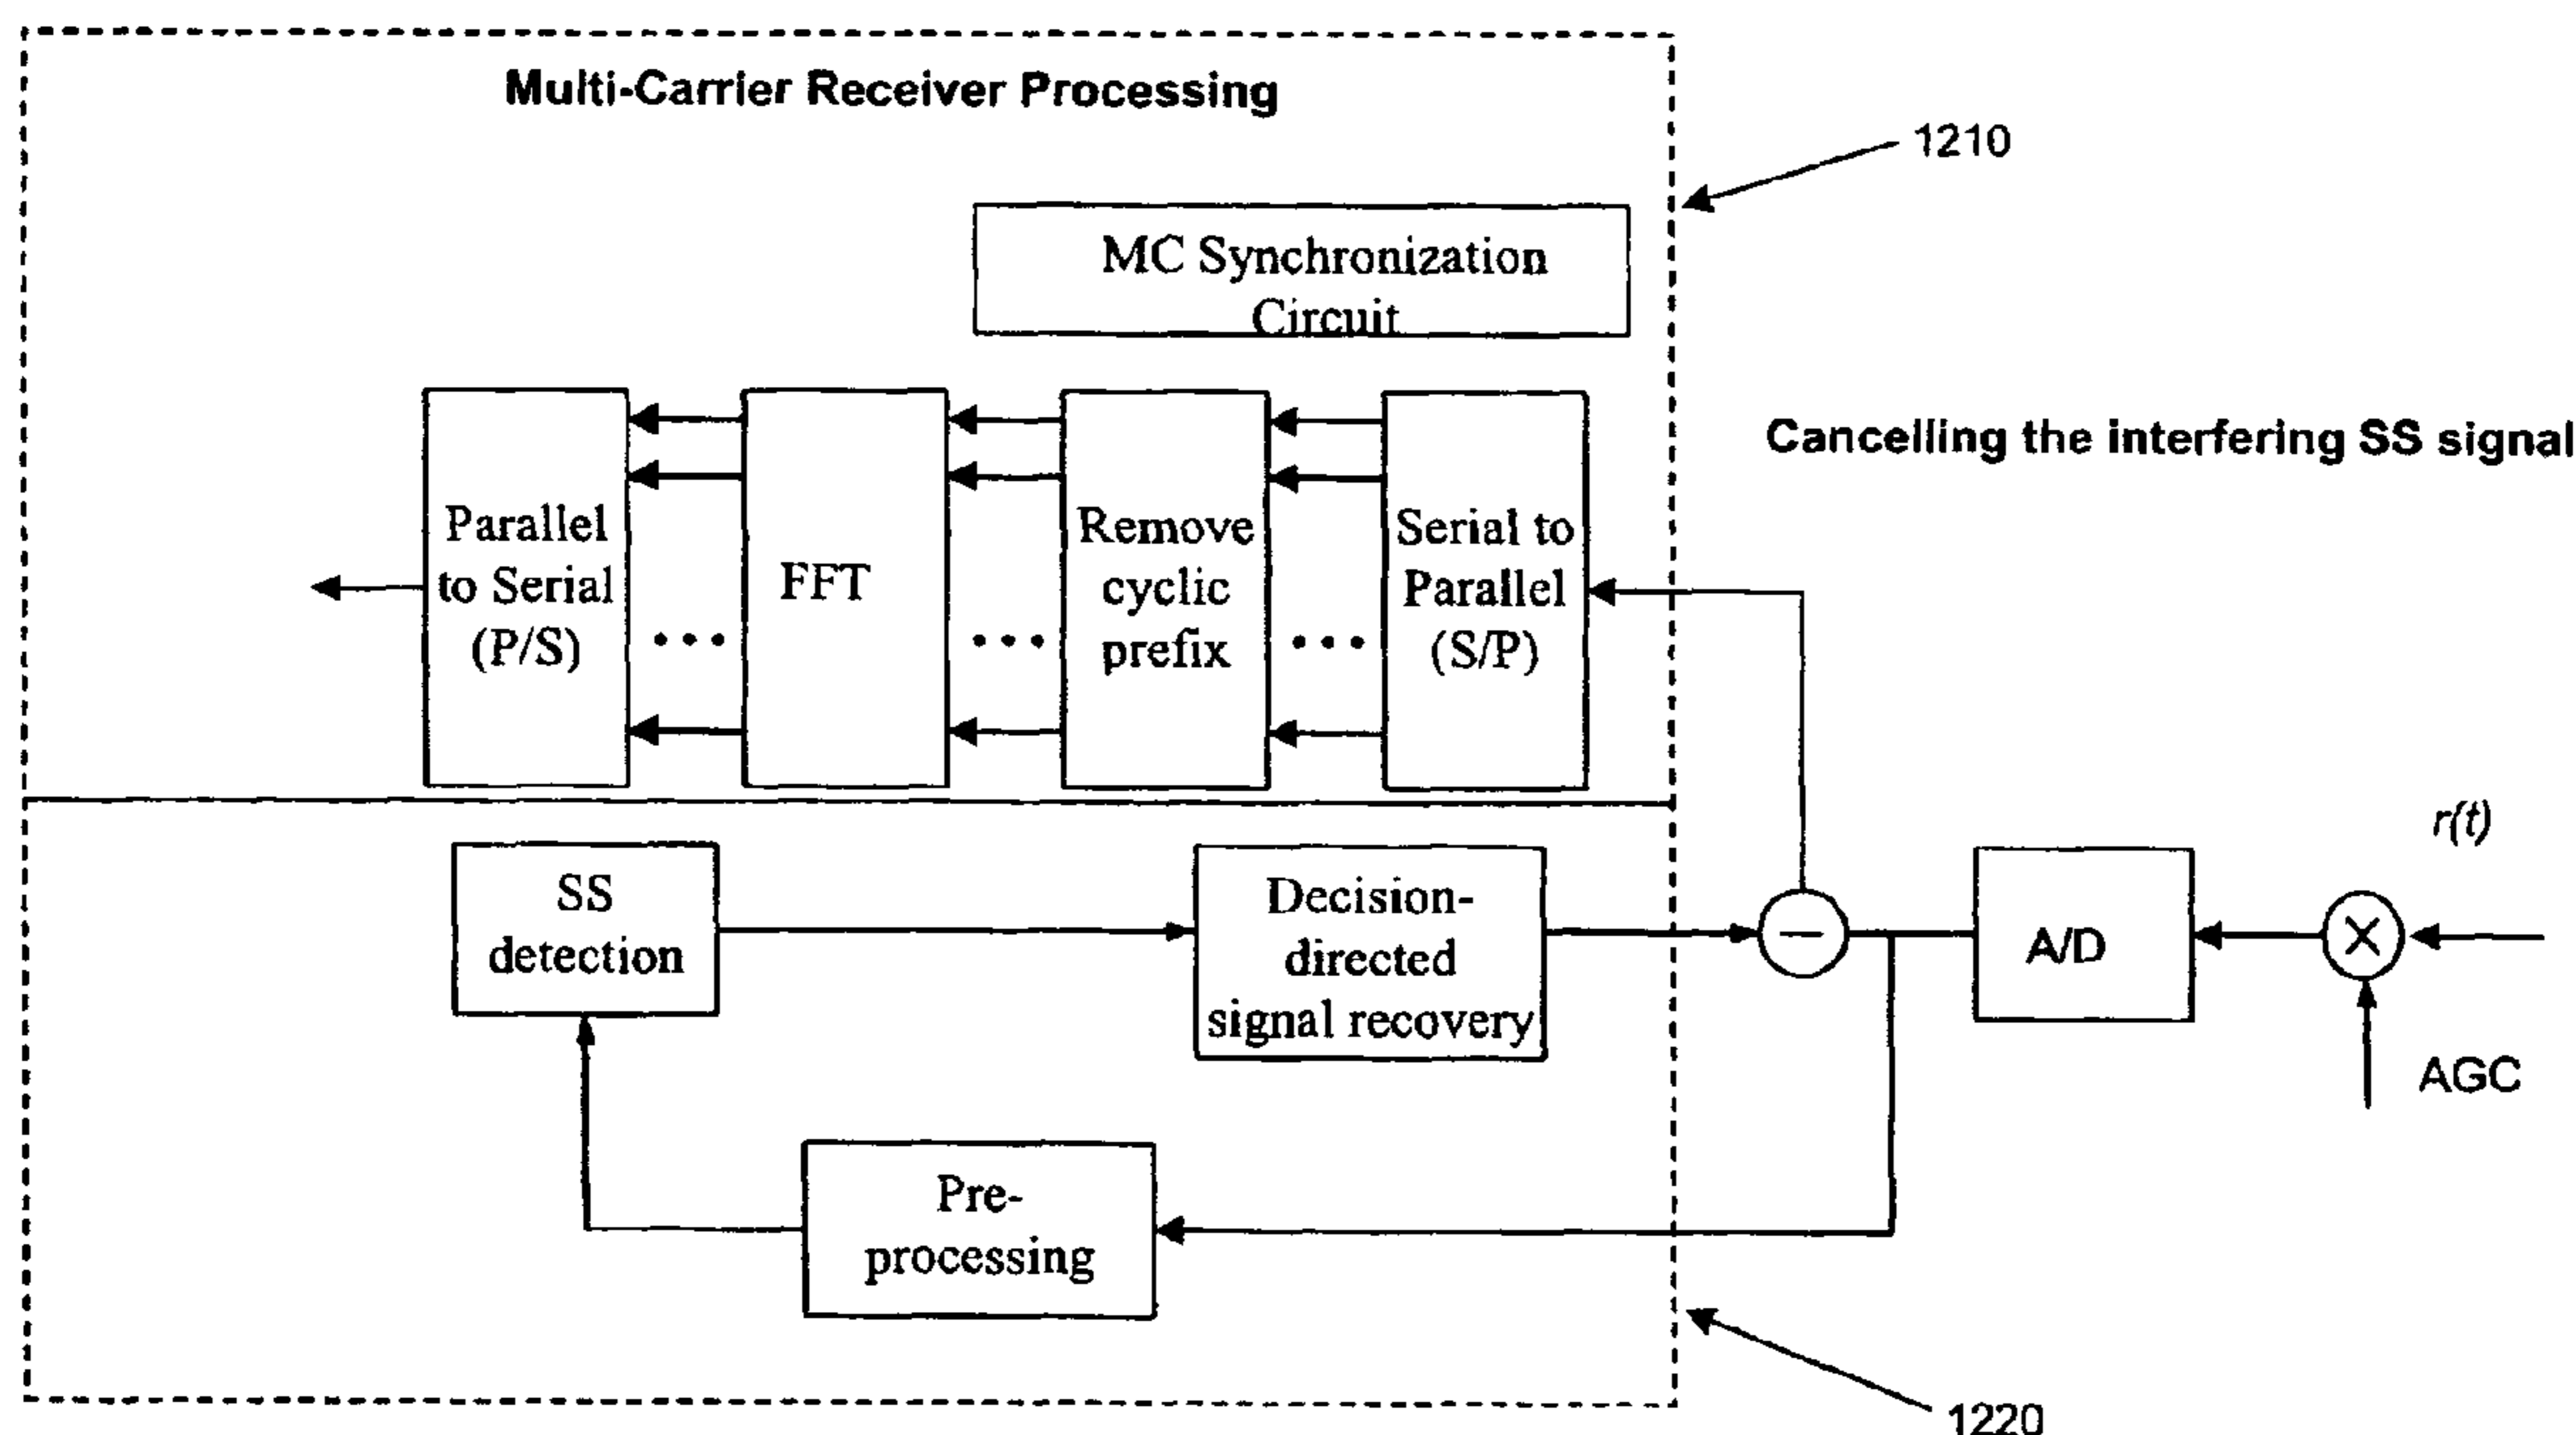 Multi-Carrier Receiver Processing
1210
MC Synchronization
Circuit
Cancelling the interfering SS signal
Parallel
to Serial
(P/S)
FFT
Remove
cyclic
prefix
Serial to
Parallel
(S/P)
r(t)
SS
detection
Decision-
directed
signal recovery
A/D
AGC
Pre-
processing
1220